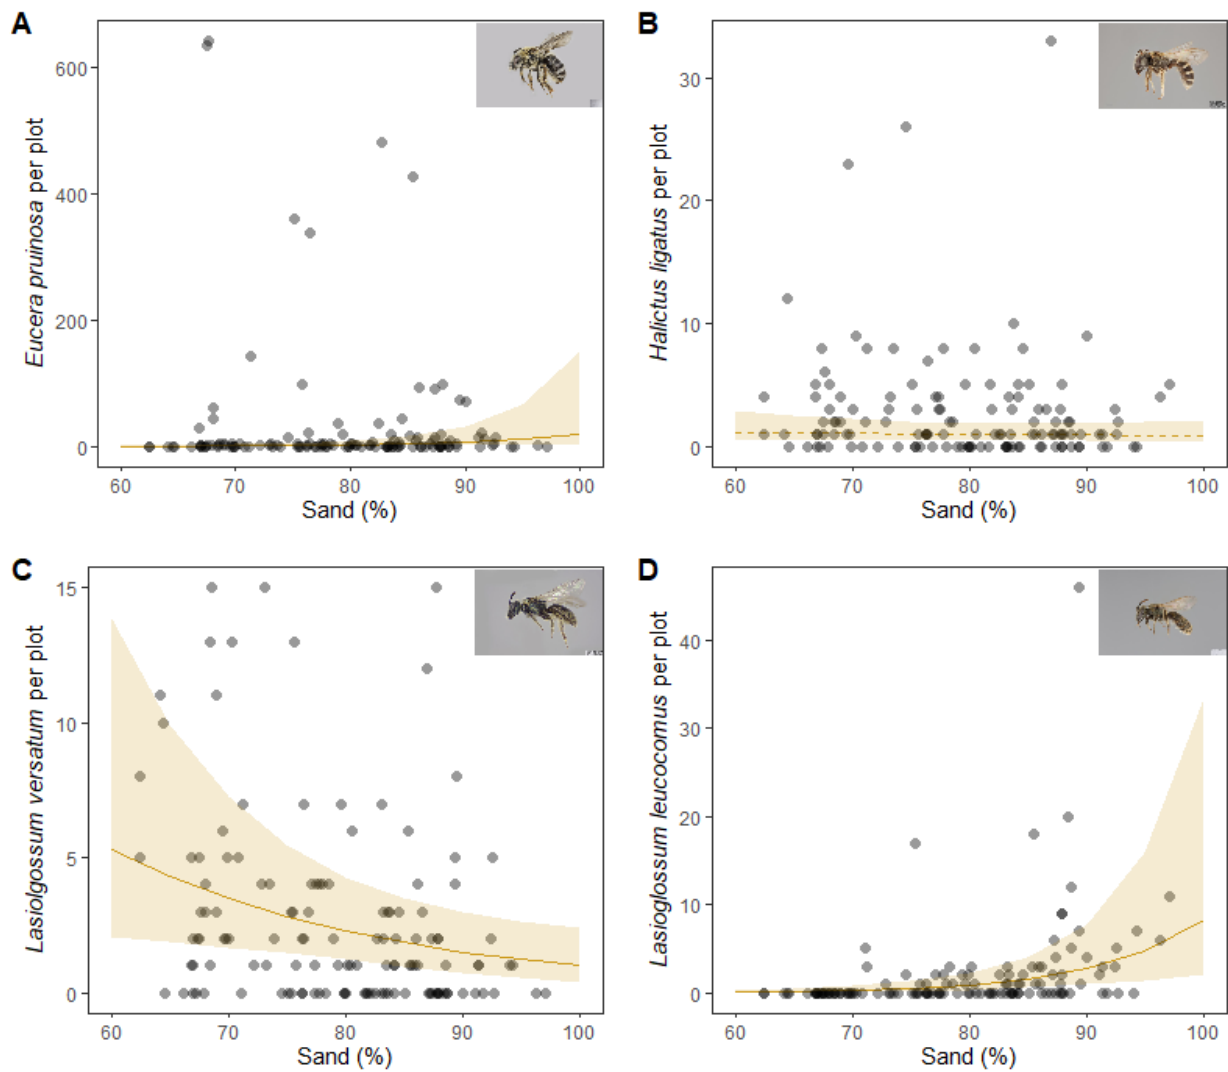 A
B
Eucera pruinosa per plot
600
400
200
0
60 70 80 90 100
Sand (%)
Halictus ligatus per plot
30
20
10
0
60 70 80 90 100
Sand (%)
C
D
Lasiolgossum versatum per plot
15
10
5
0
60 70 80 90 100
Sand (%)
Lasioglossum leucocomus per plot
40
30
20
10
0
60 70 80 90 100
Sand (%)